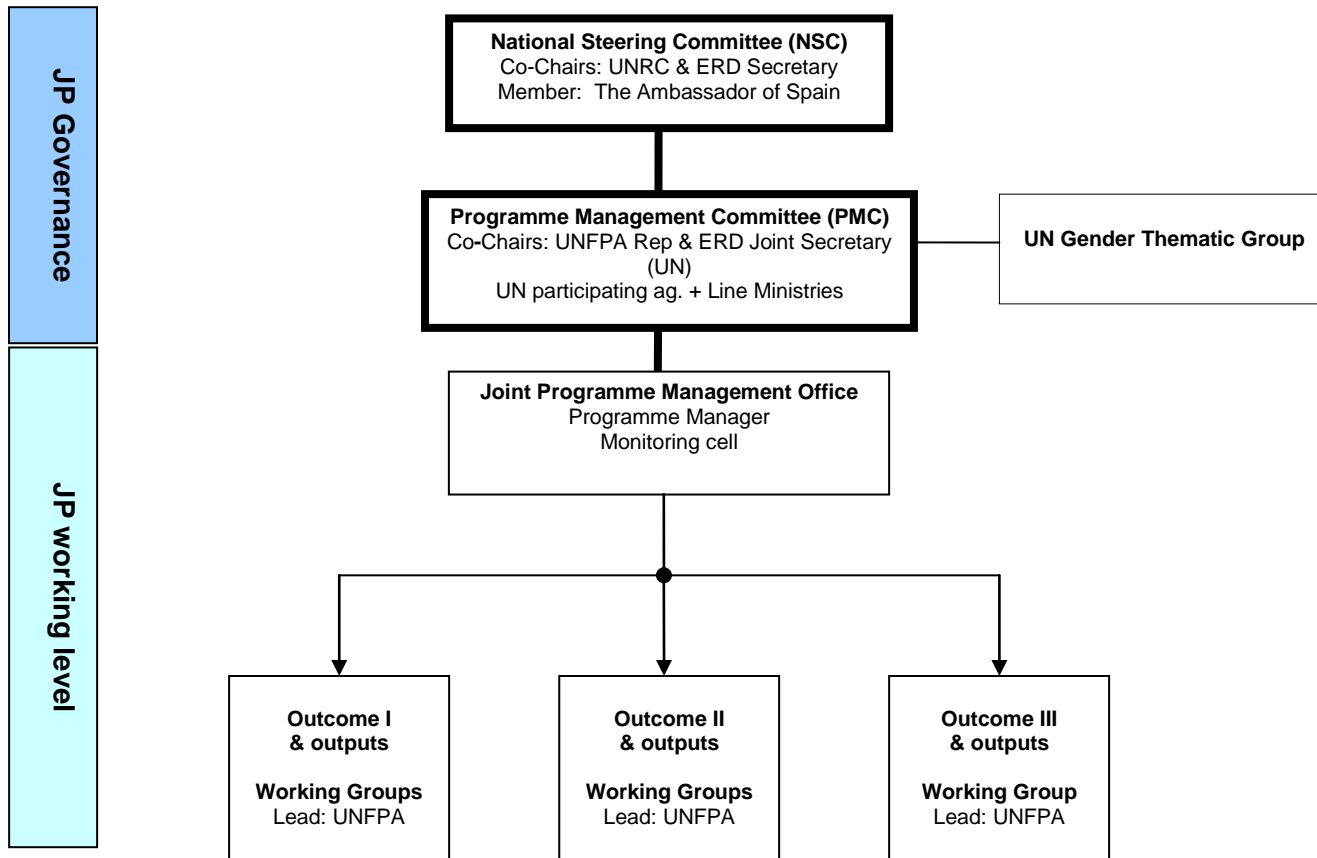 JP Governance
National Steering Committee (NSC)
Co-Chairs: UNRC & ERD Secretary
Member: The Ambassador of Spain
Programme Management Committee (PMC)
Co-Chairs: UNFPA Rep & ERD Joint Secretary
(UN)
UN participating ag. + Line Ministries
UN Gender Thematic Group
JP working level
Joint Programme Management Office
Programme Manager
Monitoring cell
Outcome I
& outputs
Working Groups
Lead: UNFPA
Outcome II
& outputs
Working Groups
Lead: UNFPA
Outcome III
& outputs
Working Group
Lead: UNFPA